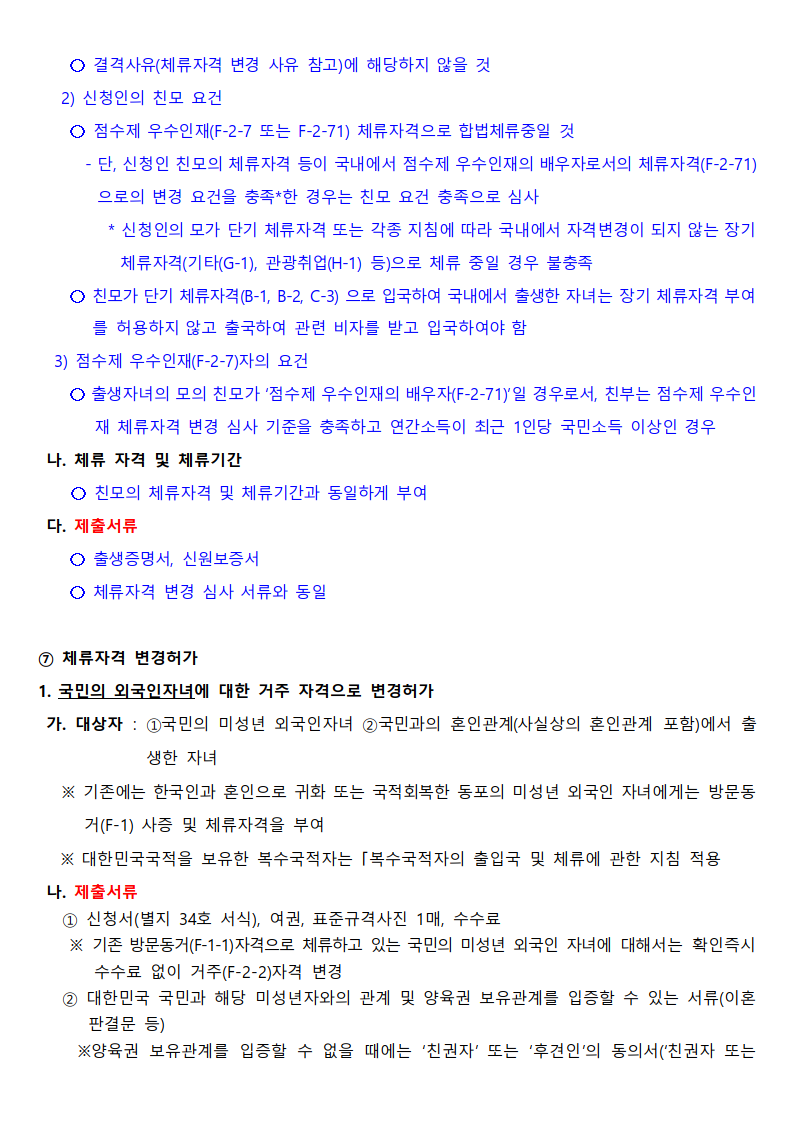 ○ 결격사유(체류자격 변경 사유 참고)에 해당하지 않을 것
2) 신청인의 친모 요건
○ 점수제 우수인재(F-2-7 또는 F-2-71) 체류자격으로 합법체류중일 것
- 단, 신청인 친모의 체류자격 등이 국내에서 점수제 우수인재의 배우자로서의 체류자격(F-2-71)
으로의 변경 요건을 충족*한 경우는 친모 요건 충족으로 심사
* 신청인의 모가 단기 체류자격 또는 각종 지침에 따라 국내에서 자격변경이 되지 않는 장기
체류자격(기타(G-1), 관광취업(H-1) 등)으로 체류 중일 경우 불충족
○ 친모가 단기 체류자격(B-1, B-2, C-3) 으로 입국하여 국내에서 출생한 자녀는 장기 체류자격 부여
를 허용하지 않고 출국하여 관련 비자를 받고 입국하여야 함
3) 점수제 우수인재(F-2-7)자의 요건
○ 출생자녀의 모의 친모가 '점수제 우수인재의 배우자(F-2-71)'일 경우로서, 친부는 점수제 우수인
재 체류자격 변경 심사 기준을 충족하고 연간소득이 최근 1인당 국민소득 이상인 경우
나. 체류 자격 및 체류기간
○ 친모의 체류자격 및 체류기간과 동일하게 부여
다. 제출서류
○ 출생증명서, 신원보증서
○ 체류자격 변경 심사 서류와 동일
⑦ 체류자격 변경허가
1. 국민의 외국인자녀에 대한 거주 자격으로 변경허가
가. 대상자 : ①국민의 미성년 외국인자녀 ②국민과의 혼인관계(사실상의 혼인관계 포함)에서 출
생한 자녀
※ 기존에는 한국인과 혼인으로 귀화 또는 국적회복한 동포의 미성년 외국인 자녀에게는 방문동
거(F-1) 사증 및 체류자격을 부여
※ 대한민국국적을 보유한 복수국적자는 「복수국적자의 출입국 및 체류에 관한 지침 적용
나. 제출서류
① 신청서(별지 34호 서식), 여권, 표준규격사진 1매, 수수료
※ 기존 방문동거(F-1-1)자격으로 체류하고 있는 국민의 미성년 외국인 자녀에 대해서는 확인즉시
수수료 없이 거주(F-2-2)자격 변경
② 대한민국 국민과 해당 미성년자와의 관계 및 양육권 보유관계를 입증할 수 있는 서류(이혼
판결문 등)
※양육권 보유관계를 입증할 수 없을 때에는 '친권자' 또는 '후견인'의 동의서('친권자 또는